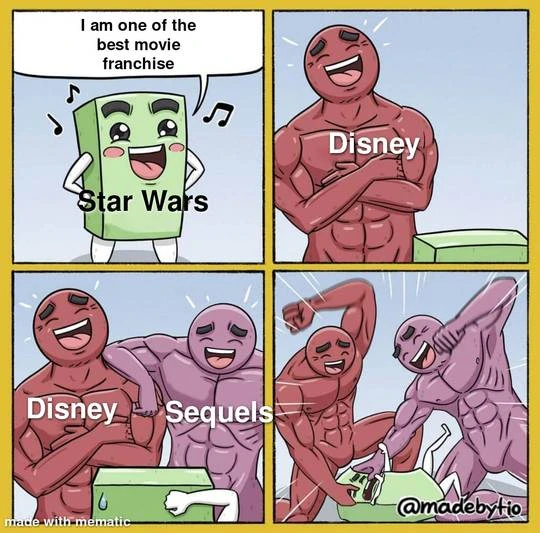 I am one of the
best movie
franchise
Star Wars
Disney
Disney
Sequels
made with mematic
@madebytio